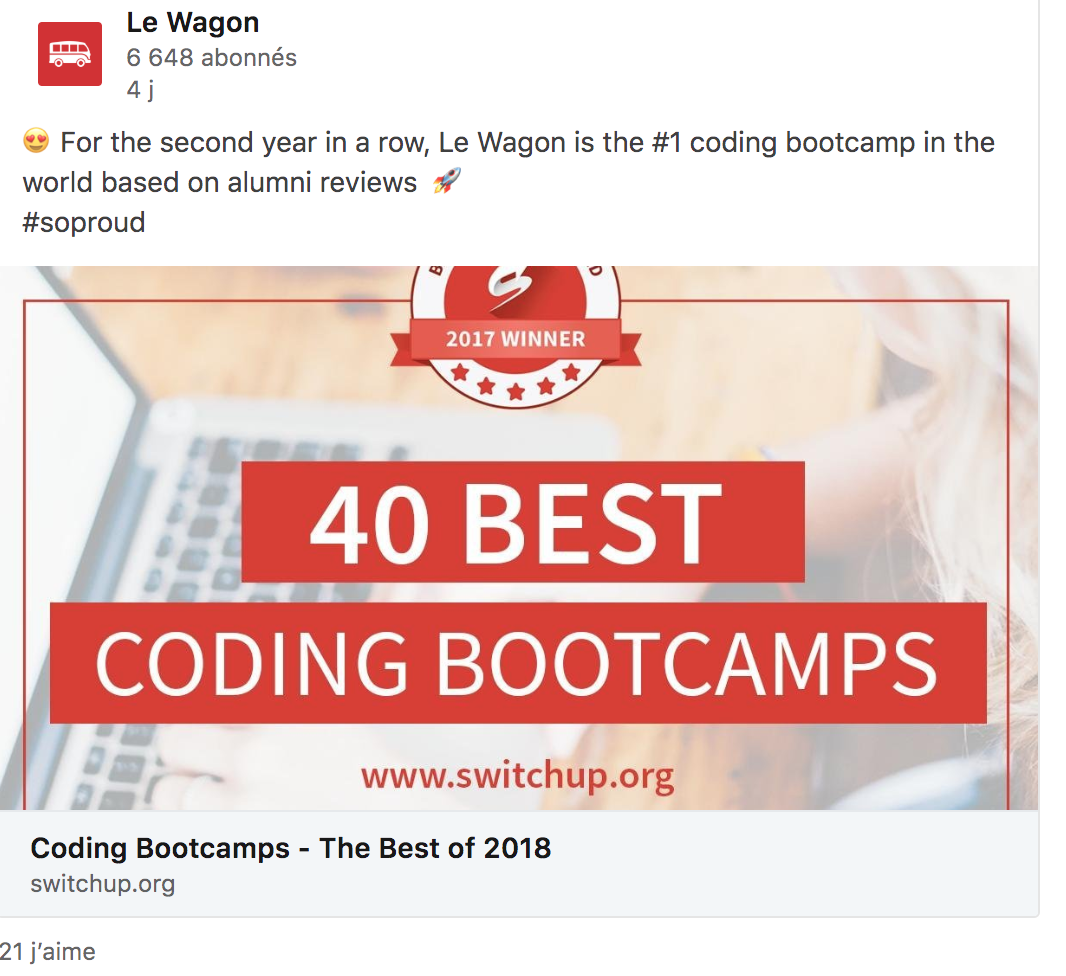 Le Wagon
6 648 abonnés
4 j
😍 For the second year in a row, Le Wagon is the #1 coding bootcamp in the
world based on alumni reviews 🚀
#soproud
2017 WINNER
40 BEST
CODING BOOTCAMPS
www.switchup.org
Coding Bootcamps - The Best of 2018
switchup.org
21 j’aime